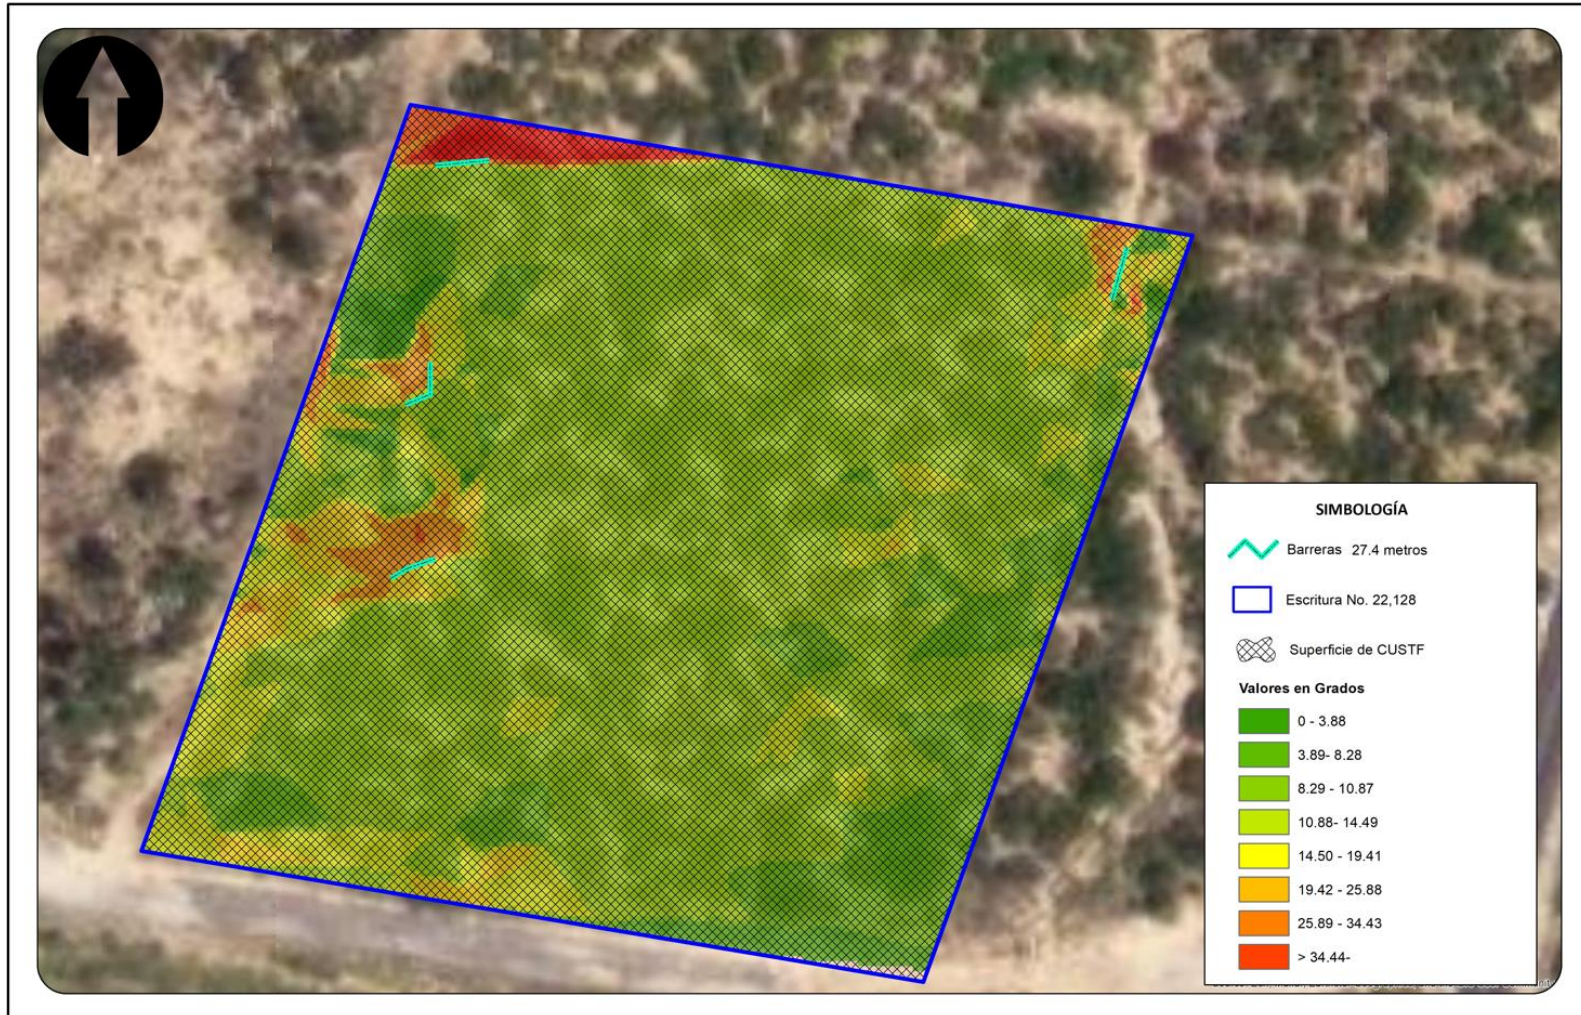 SIMBOLOGÍA
Barreras 27.4 metros
Escritura No. 22,128
Superficie de CUSTF
Valores en Grados
0 - 3.88
3.89- 8.28
8.29 - 10.87
10.88- 14.49
14.50 - 19.41
19.42 - 25.88
25.89 - 34.43
> 34.44-